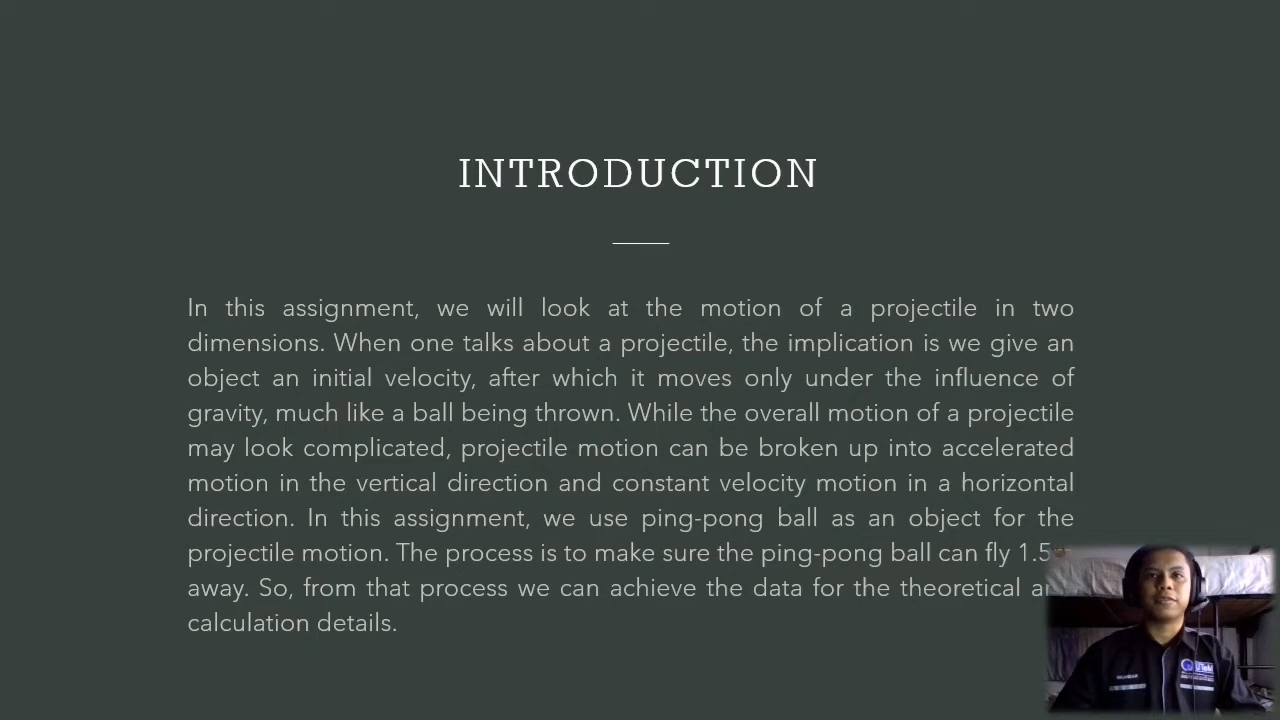 INTRODUCTION
In this assignment, we will look at the motion of a projectile in two
dimensions. When one talks about a projectile, the implication is we give an
object an initial velocity, after which it moves only under the influence of
gravity, much like a ball being thrown. While the overall motion of a projectile
may look complicated, projectile motion can be broken up into accelerated
motion in the vertical direction and constant velocity motion in a horizontal
direction. In this assignment, we use ping-pong ball as an object for the
projectile motion. The process is to make sure the ping-pong ball can fly 1.5
away. So, from that process we can achieve the data for the theoretical
calculation details.
UTeM